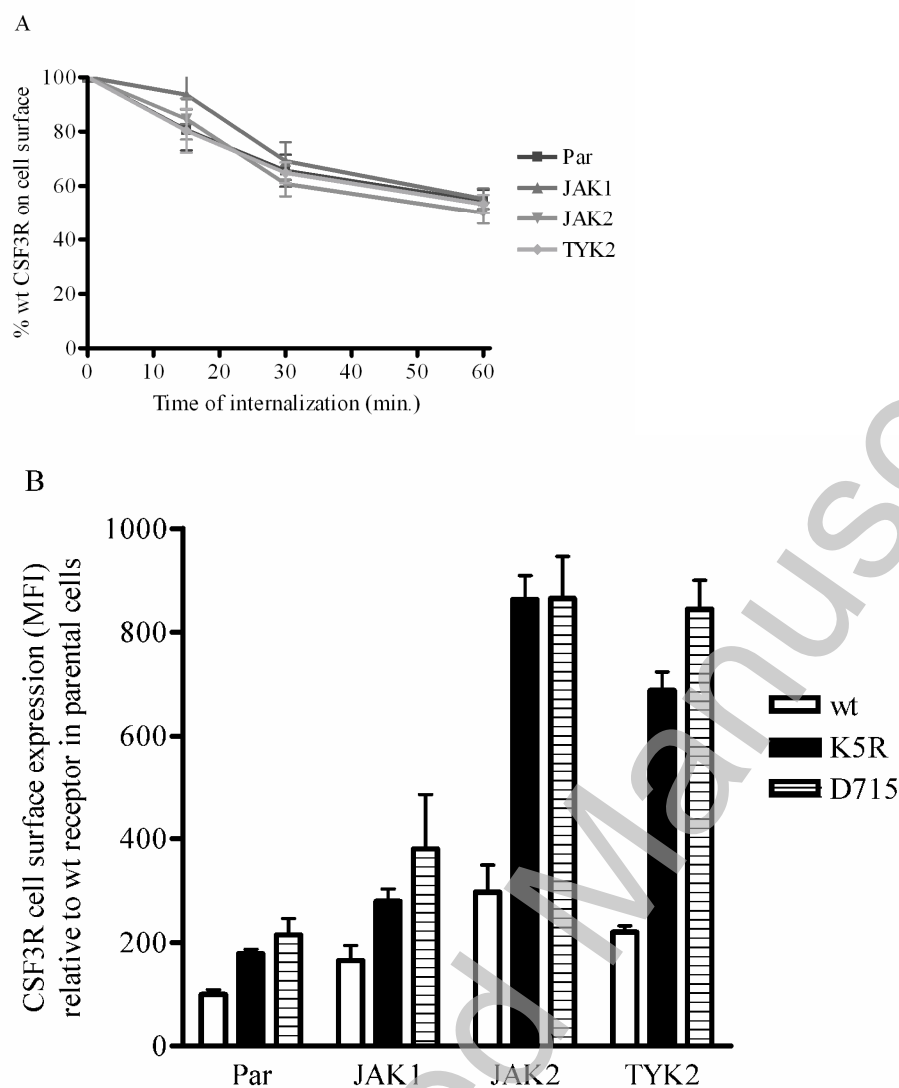 A
100
80
60
40
20
0
% wt CSF3R on cell surface
0 10 20 30 40 50 60
Time of internalization (min.)
Par
JAK1
JAK2
TYK2
B
1000
800
600
400
200
0
CSF3R cell surface expression (MFI)
relative to wt receptor in parental cells
Par JAK1 JAK2 TYK2
wt
K5R
D715
d Manusc